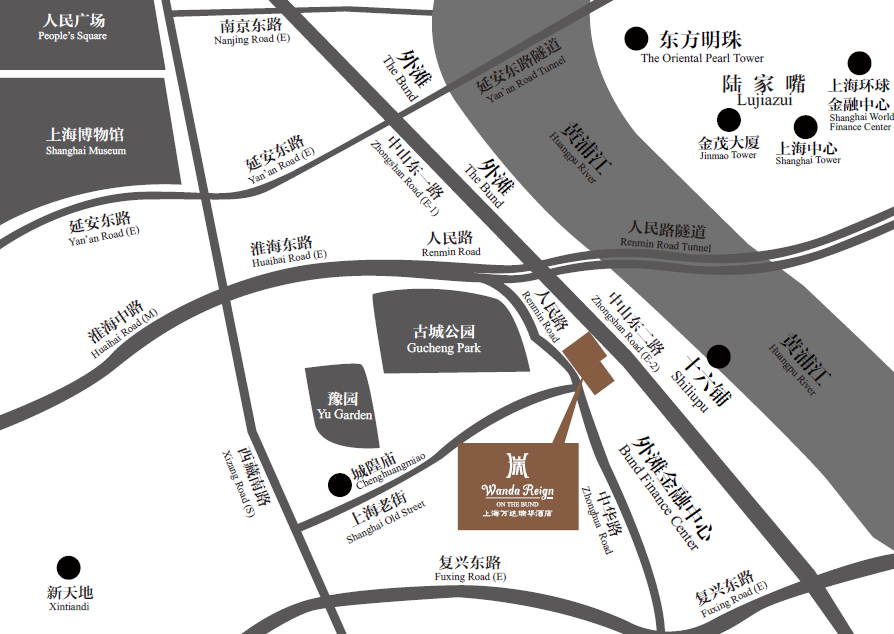 人民广场
People's Square
南京东路
Nanjing Road (E)
外滩
The Bund
延安东路隧道
Yan'an Road Tunnel
东方明珠
The Oriental Pearl Tower
陆家嘴
Lujiazui
上海环球
金融中心
Shanghai World
Finance Center
金茂大厦
Jinmao Tower
上海中心
Shanghai Tower
上海博物馆
Shanghai Museum
延安东路
Yan'an Road (E)
中山东一路
Zhongshan Road (E-1)
外滩
The Bund
黄浦江
Huangpu River
延安东路
Yan'an Road (E)
淮海东路
Huaihai Road (E)
人民路
Renmin Road
人民路隧道
Renmin Road Tunnel
淮海中路
Huaihai Road (M)
古城公园
Gucheng Park
人民路
Renmin Road
中山东二路
Zhongshan Road (E-2)
十六铺
Shiliupu
黄浦江
Huangpu River
豫园
Yu Garden
西藏南路
Xizang Road (S)
城隍庙
Chenghuangmiao
上海老街
Shanghai Old Street
Wanda Reign
ON THE BUND
上海万达瑞华酒店
中华路
Zhonghua Road
外滩金融中心
Bund Finance Center
新天地
Xintiandi
复兴东路
Fuxing Road (E)
复兴东路
Fuxing Road (E)